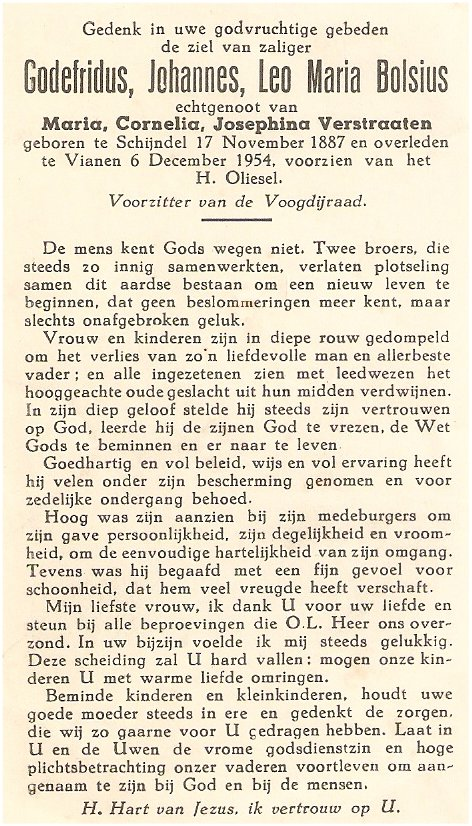 Gedenk in uwe godvruchtige gebeden
de ziel van zaliger
Godefridus, Johannes, Leo Maria Bolsius
echtgenoot van
Maria, Cornelia, Josephina Verstraaten
geboren te Schijndel 17 November 1887 en overleden
te Vianen 6 December 1954, voorzien van het
H. Oliesel.
Voorzitter van de Voogdijraad.
De mens kent Gods wegen niet. Twee broers, die
steeds zo innig samenwerkten, verlaten plotseling
samen dit aardse bestaan om een nieuw leven te
beginnen, dat geen beslommeringen meer kent, maar
slechts onafgebroken geluk.
Vrouw en kinderen zijn in diepe rouw gedompeld
om het verlies van zo'n liefdevolle man en allerbeste
vader; en alle ingezetenen zien met leedwezen het
hooggeachte oude geslacht uit hun midden verdwijnen.
In zijn diep geloof stelde hij steeds zijn vertrouwen
op God, leerde hij de zijnen God te vrezen, de Wet
Gods te beminnen en er naar te leven
Goedhartig en vol beleid, wijs en vol ervaring heeft
hij velen onder zijn bescherming genomen en voor
zedelijke ondergang behoed.
Hoog was zijn aanzien bij zijn medeburgers om
zijn gave persoonlijkheid, zijn degelijkheid en vroom-
heid, om de eenvoudige hartelijkheid van zijn omgang.
Tevens was hij begaafd met een fijn gevoel voor
schoonheid, dat hem veel vreugde heeft verschaft.
Mijn liefste vrouw, ik dank U voor uw liefde en
steun bij alle beproevingen die O.L. Heer ons over-
zond. In uw bijzijn voelde ik mij steeds gelukkig.
Deze scheiding zal U hard vallen: mogen onze kin-
deren U met warme liefde omringen.
Beminde kinderen en kleinkinderen, houdt uwe
goede moeder steeds in ere en gedenkt de zorgen,
die wij zo gaarne voor U gedragen hebben. Laat in
U en de Uwen de vrome godsdienstzin en hoge
plichtsbetrachting onzer vaderen voortleven om aan-
genaam te zijn bij God en bij de mensen.
H. Hart van Jezus, ik vertrouw op U.